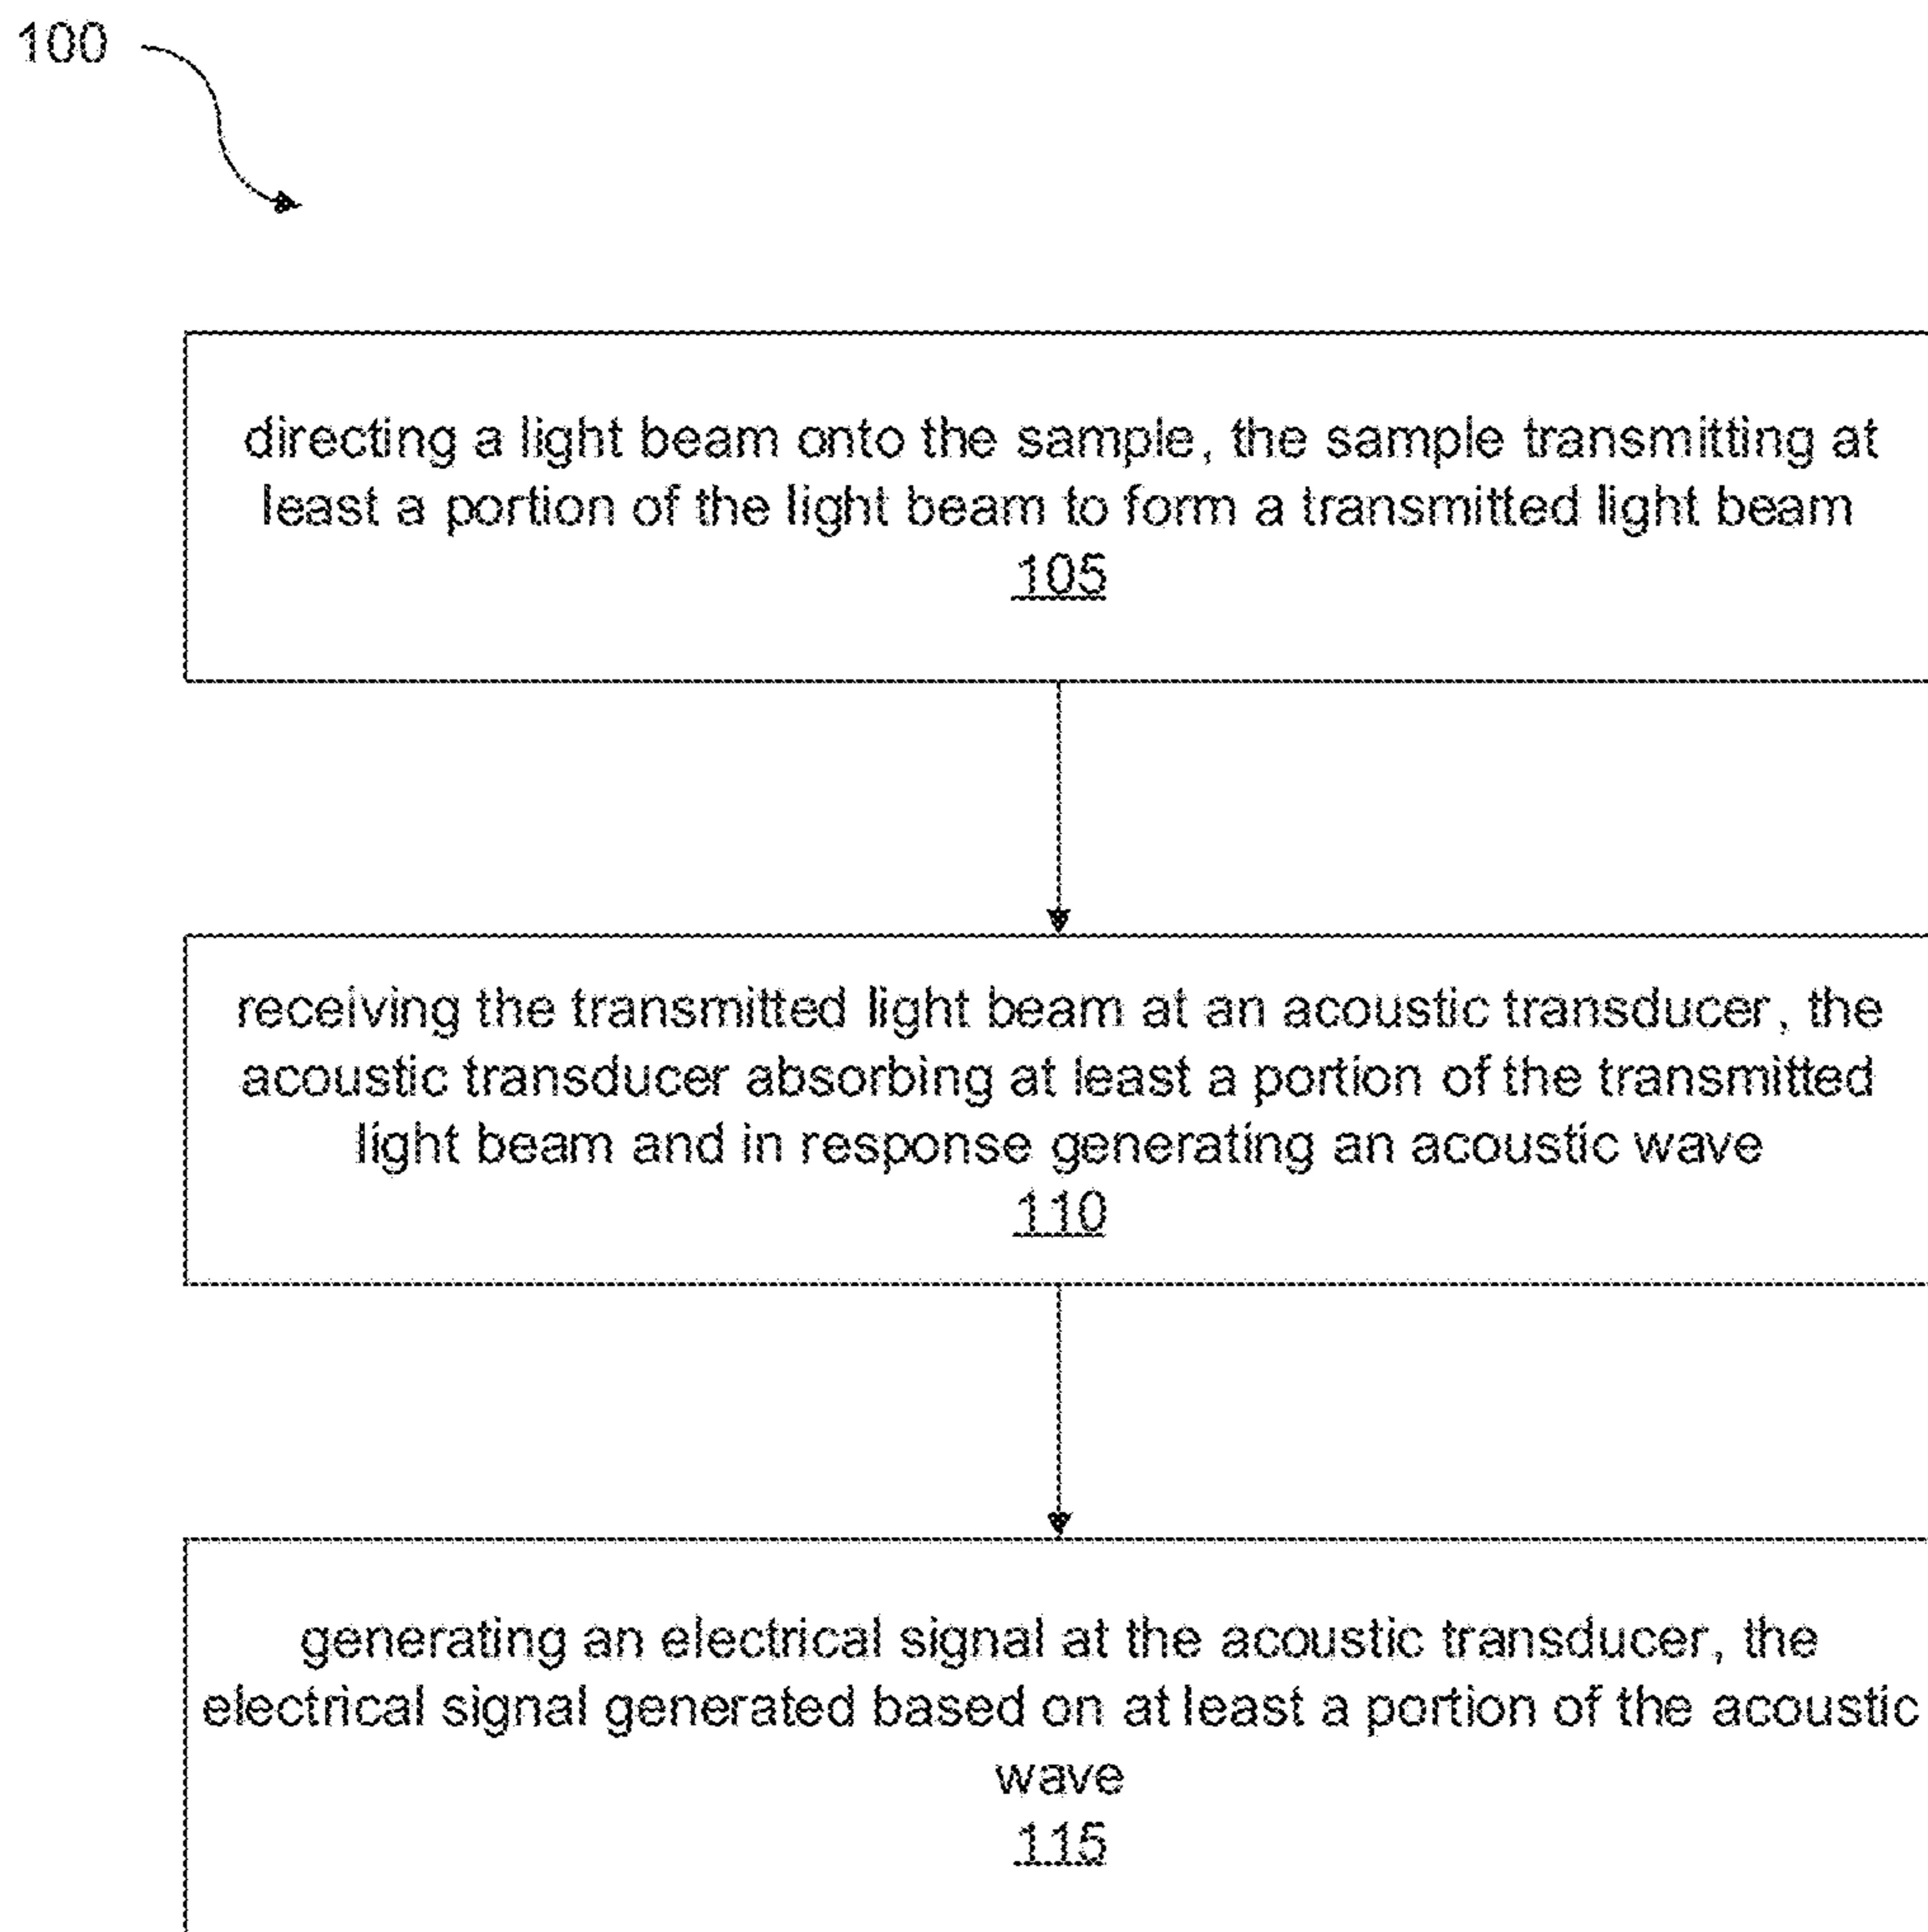 100
directing a light beam onto the sample, the sample transmitting at
least a portion of the light beam to form a transmitted light beam
105
receiving the transmitted light beam at an acoustic transducer, the
acoustic transducer absorbing at least a portion of the transmitted
light beam and in response generating an acoustic wave
110
generating an electrical signal at the acoustic transducer, the
electrical signal generated based on at least a portion of the acoustic
wave
115